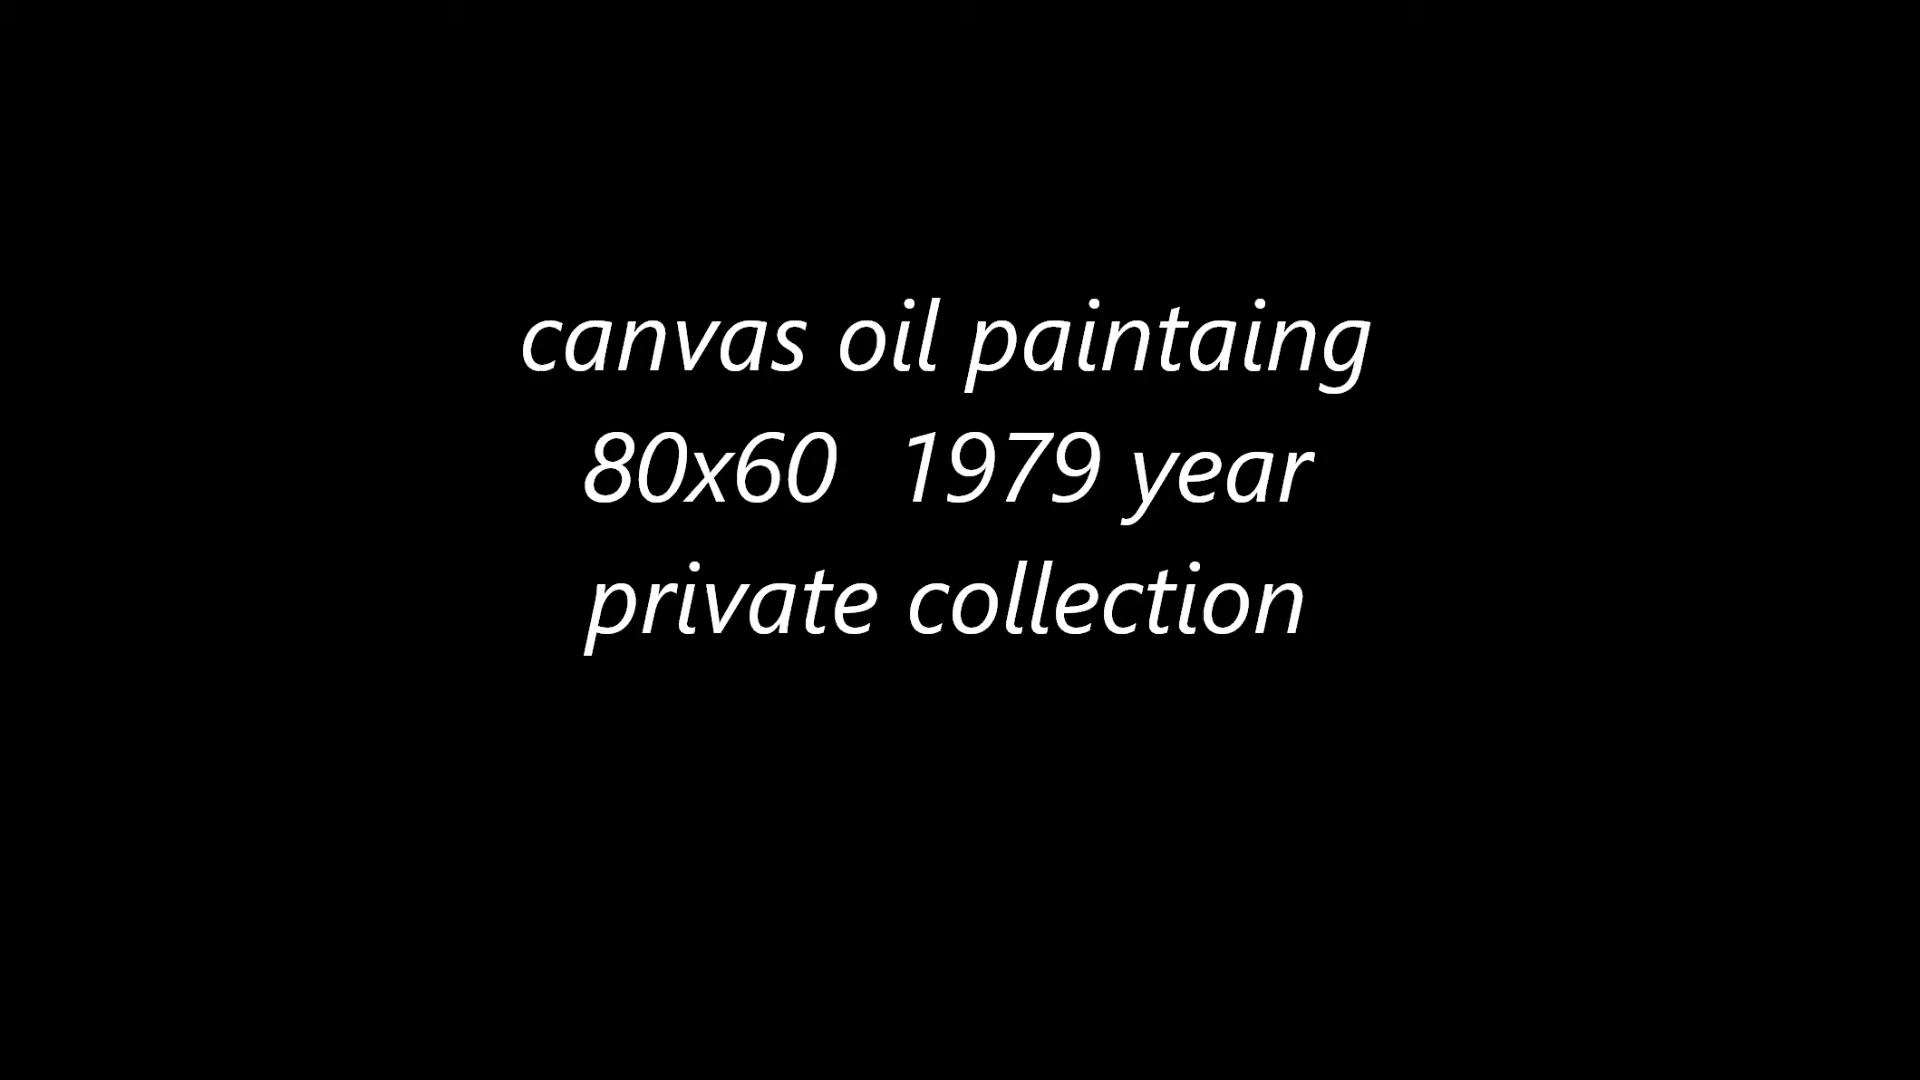 canvas oil paintaing
80x60 1979 year
private collection